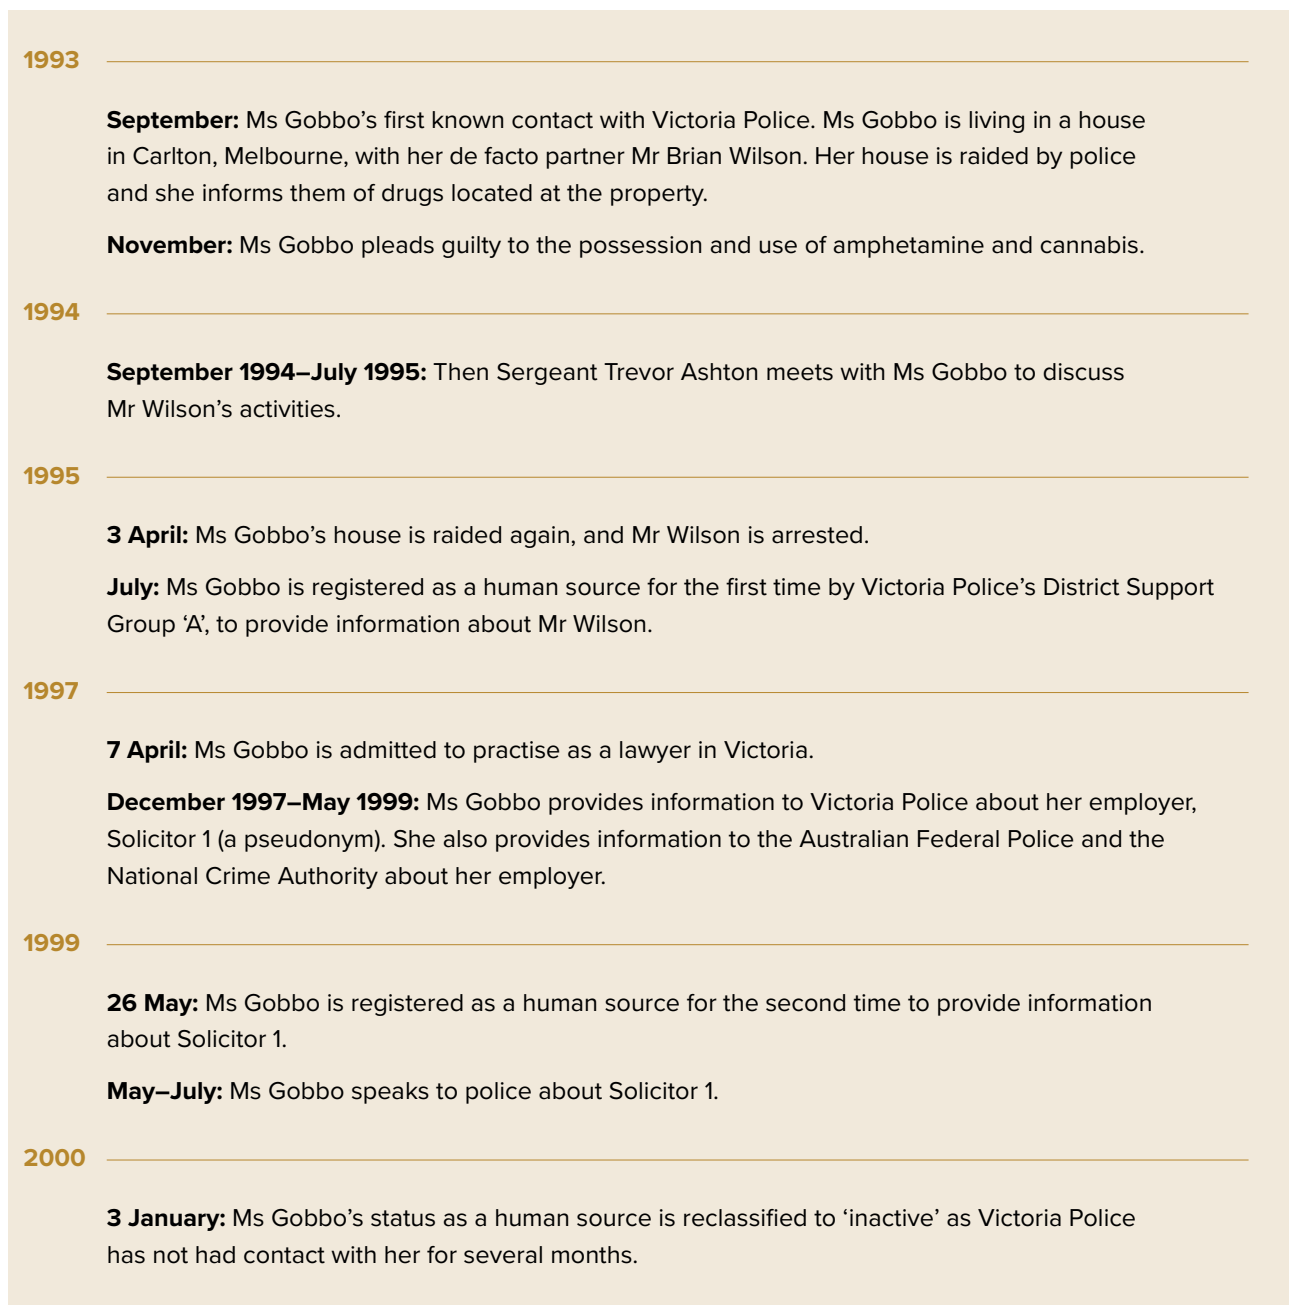 1993
September: Ms Gobbo’s first known contact with Victoria Police. Ms Gobbo is living in a house
in Carlton, Melbourne, with her de facto partner Mr Brian Wilson. Her house is raided by police
and she informs them of drugs located at the property.
November: Ms Gobbo pleads guilty to the possession and use of amphetamine and cannabis.
1994
September 1994–July 1995: Then Sergeant Trevor Ashton meets with Ms Gobbo to discuss
Mr Wilson’s activities.
1995
3 April: Ms Gobbo’s house is raided again, and Mr Wilson is arrested.
July: Ms Gobbo is registered as a human source for the first time by Victoria Police’s District Support
Group ‘A’, to provide information about Mr Wilson.
1997
7 April: Ms Gobbo is admitted to practise as a lawyer in Victoria.
December 1997–May 1999: Ms Gobbo provides information to Victoria Police about her employer,
Solicitor 1 (a pseudonym). She also provides information to the Australian Federal Police and the
National Crime Authority about her employer.
1999
26 May: Ms Gobbo is registered as a human source for the second time to provide information
about Solicitor 1.
May–July: Ms Gobbo speaks to police about Solicitor 1.
2000
3 January: Ms Gobbo’s status as a human source is reclassified to ‘inactive’ as Victoria Police
has not had contact with her for several months.